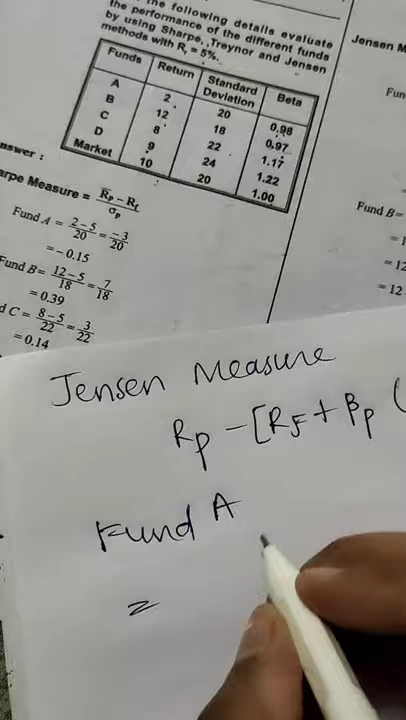 the following details evaluate
the performance of the different funds
by using Sharpe, Treynor and Jensen
methods with Rf = 5%.
Funds Return Standard Deviation Beta
A 2 20 0.98
B 12 18 0.97
C 8 22 1.17
D 9 24 1.22
Market 10 20 1.00
nswer :
arpe Measure = Rp – Rf / σp
Fund A = 2 – 5 / 20 = –3 / 20
= –0.15
Fund B = 12 – 5 / 18 = 7 / 18
= 0.39
d C = 8 – 5 / 22 = 3 / 22
= 0.14
Jensen M
Fun
=
Fund B =
= 1
= 12
= 12
Jensen Measure
Rp – [RF + βp (
Fund A
=